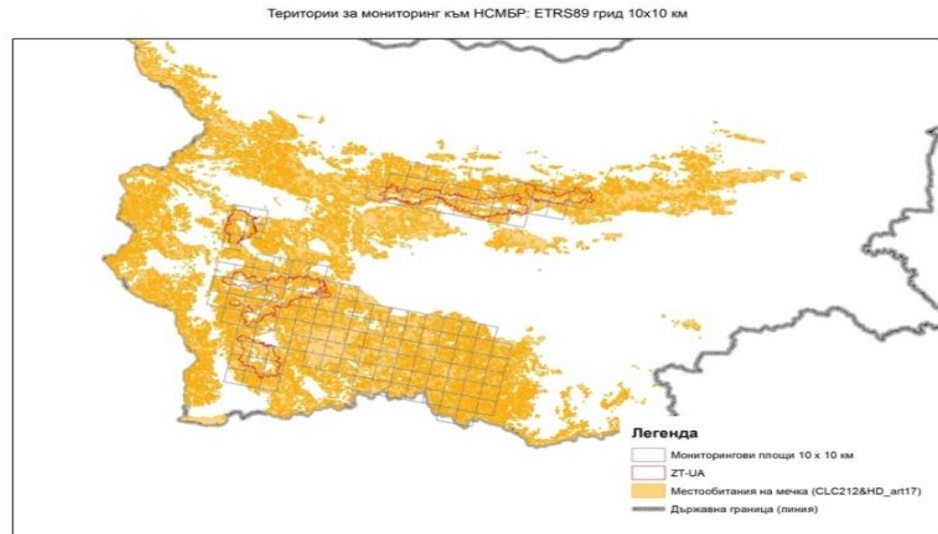 Територии за мониторинг към НСМБР: ETRS89 грид 10x10 км
Легенда
Мониторингови площи 10 x 10 км
ZT-UA
Местообитания на мечка (CLC212&HD_art17)
Държавна граница (линия)